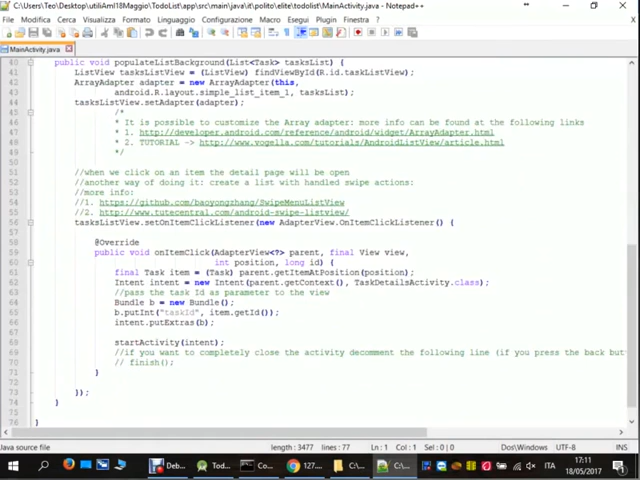 C:\Users\Teo\Desktop\utiliAmI18Maggio\TodoList\app\src\main\java\it\polito\elite\todolist\MainActivity.java - Notepad++
File Modifica Cerca Visualizza Formato Linguaggio Configurazione Macro Esegui Plugin Finestra ?
MainActivity.java
40 public void populateListBackground (List<Task> tasksList) {
41 ListView tasksListView = (ListView) findViewById(R.id.taskListView);
42 ArrayAdapter adapter = new ArrayAdapter(this,
43 android.R.layout.simple_list_item_1, tasksList);
44 tasksListView.setAdapter(adapter);
45 /*
46 * It is possible to customize the Array adapter: more info can be found at the following links
47 * 1. http://developer.android.com/reference/android/widget/ArrayAdapter.html
48 * 2. TUTORIAL -> http://www.vogella.com/tutorials/AndroidListView/article.html
49 */
50
51 //when we click on an item the detail page will be open
52 //another way of doing it: create a list with handled swipe actions:
53 //more info:
54 //1. https://github.com/baoyongzhang/SwipeMenuListView
55 //2. http://www.tutecentral.com/android-swipe-listview/
56 tasksListView.setOnItemClickListener(new AdapterView.OnItemClickListener() {
57
58 @Override
59 public void onItemClick(AdapterView<?> parent, final View view,
60 int position, long id) {
61 final Task item = (Task) parent.getItemAtPosition(position);
62 Intent intent = new Intent(parent.getContext(), TaskDetailsActivity.class);
63 //pass the task Id as parameter to the view
64 Bundle b = new Bundle();
65 b.putInt("taskId", item.getId());
66 intent.putExtras(b);
67
68 startActivity(intent);
69 //if you want to completely close the activity decomment the following line (if you press the back but
70 // finish();
71 }
72
73 });
74 }
75
76 }
Java source file length : 3477 lines : 77 Ln : 1 Col : 1 Sel : 0 | 0 Dos\Windows UTF-8 INS
Deb... Tod... Co... 127.... C:\... C:\... ITA 17:11
18/05/2017